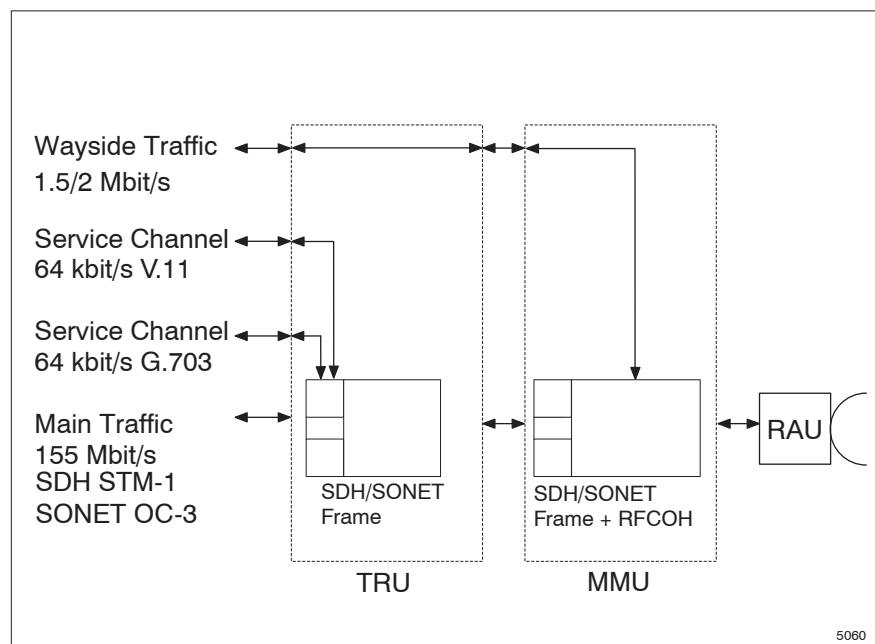 Wayside Traffic
1.5/2 Mbit/s
Service Channel
64 kbit/s V.11
Service Channel
64 kbit/s G.703
Main Traffic
155 Mbit/s
SDH STM-1
SONET OC-3
SDH/SONET
Frame
SDH/SONET
Frame + RFCOH
RAU
TRU
MMU
5060